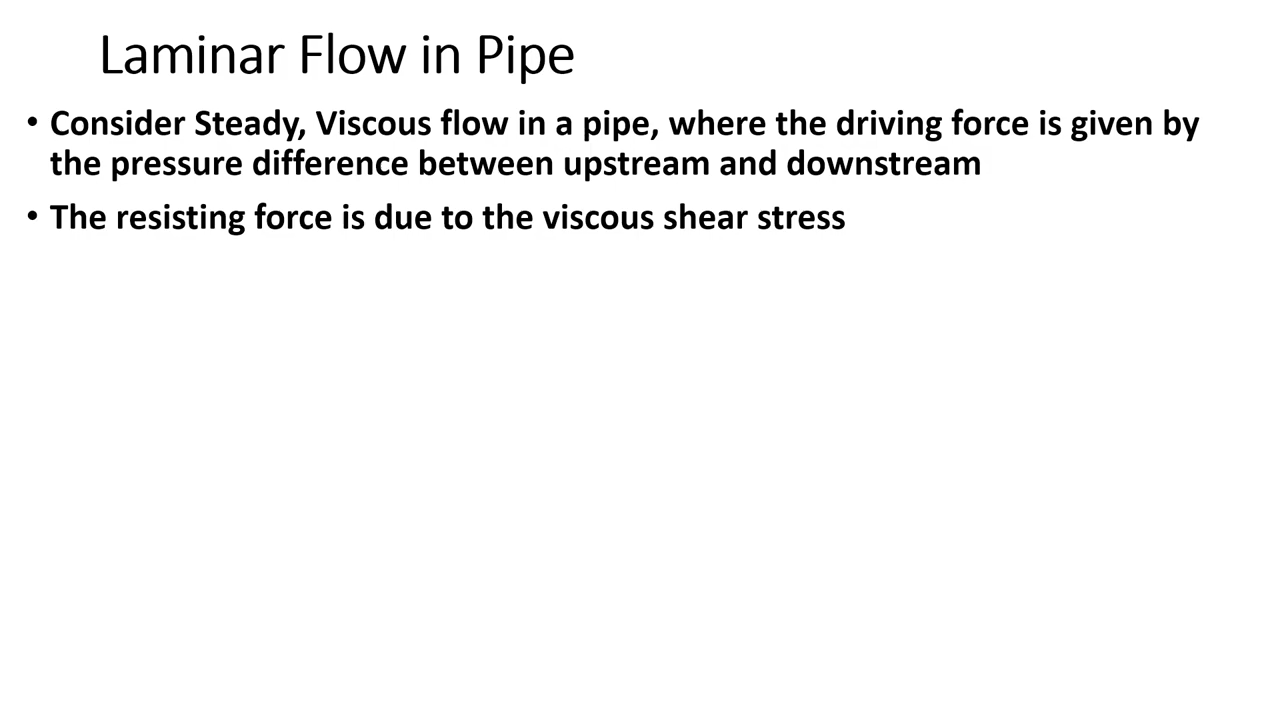 Laminar Flow in Pipe
• Consider Steady, Viscous flow in a pipe, where the driving force is given by
the pressure difference between upstream and downstream
• The resisting force is due to the viscous shear stress